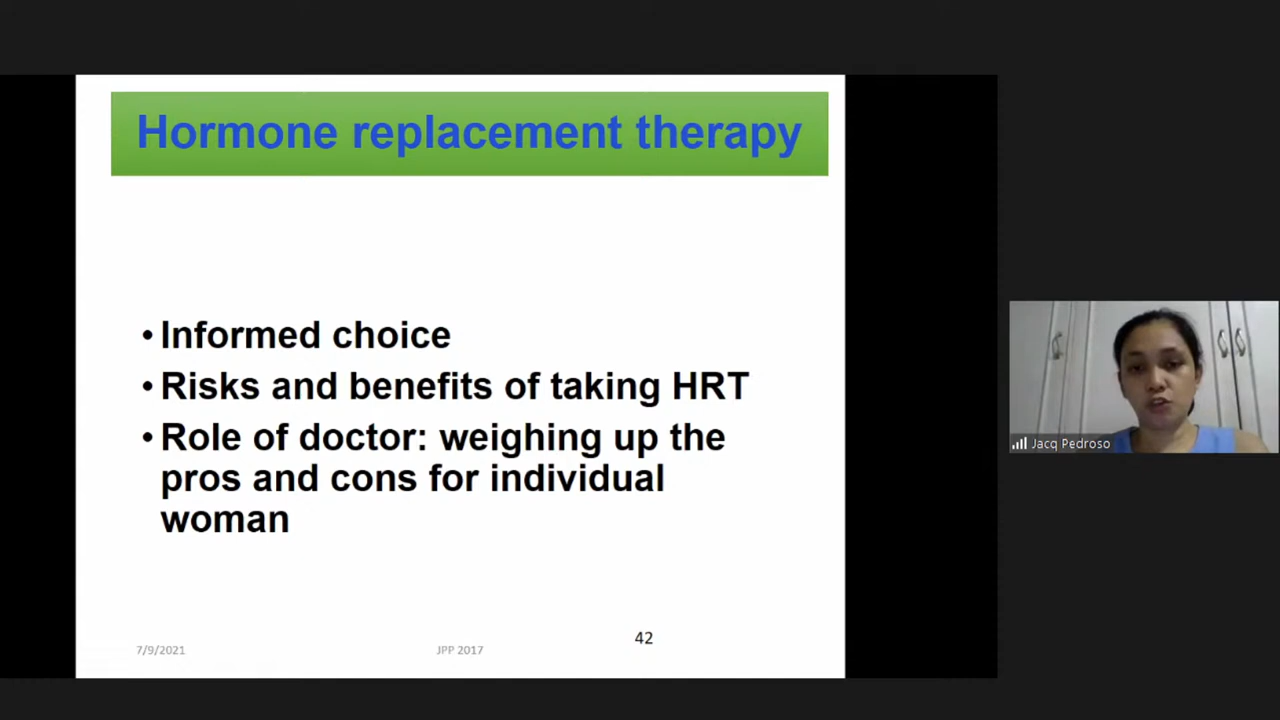 Hormone replacement therapy
•Informed choice
•Risks and benefits of taking HRT
•Role of doctor: weighing up the
pros and cons for individual
woman
7/9/2021
JPP 2017
42
Jacq Pedroso